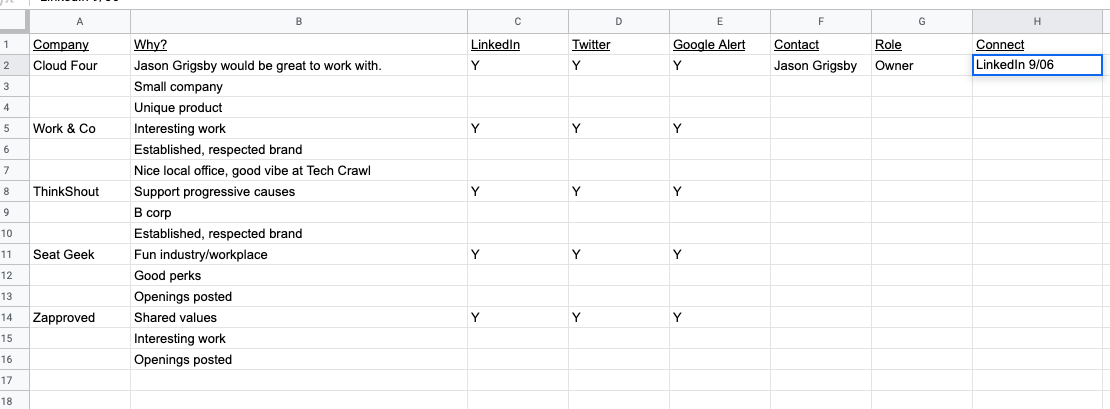 A B C D E F G H
1 Company Why? LinkedIn Twitter Google Alert Contact Role Connect
2 Cloud Four Jason Grigsby would be great to work with. Y Y Y Jason Grigsby Owner LinkedIn 9/06
3 Small company
4 Unique product
5 Work & Co Interesting work Y Y Y
6 Established, respected brand
7 Nice local office, good vibe at Tech Crawl
8 ThinkShout Support progressive causes Y Y Y
9 B corp
10 Established, respected brand
11 Seat Geek Fun industry/workplace Y Y Y
12 Good perks
13 Openings posted
14 Zapproved Shared values Y Y Y
15 Interesting work
16 Openings posted
17
18